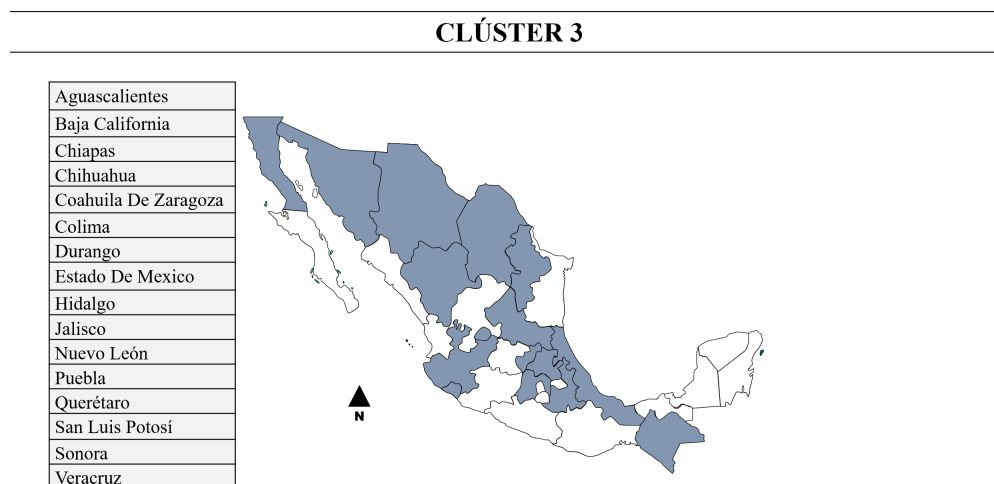 CLÚSTER 3
Aguascalientes
Baja California
Chiapas
Chihuahua
Coahuila De Zaragoza
Colima
Durango
Estado De Mexico
Hidalgo
Jalisco
Nuevo León
Puebla
Querétaro
San Luis Potosí
Sonora
Veracruz
N